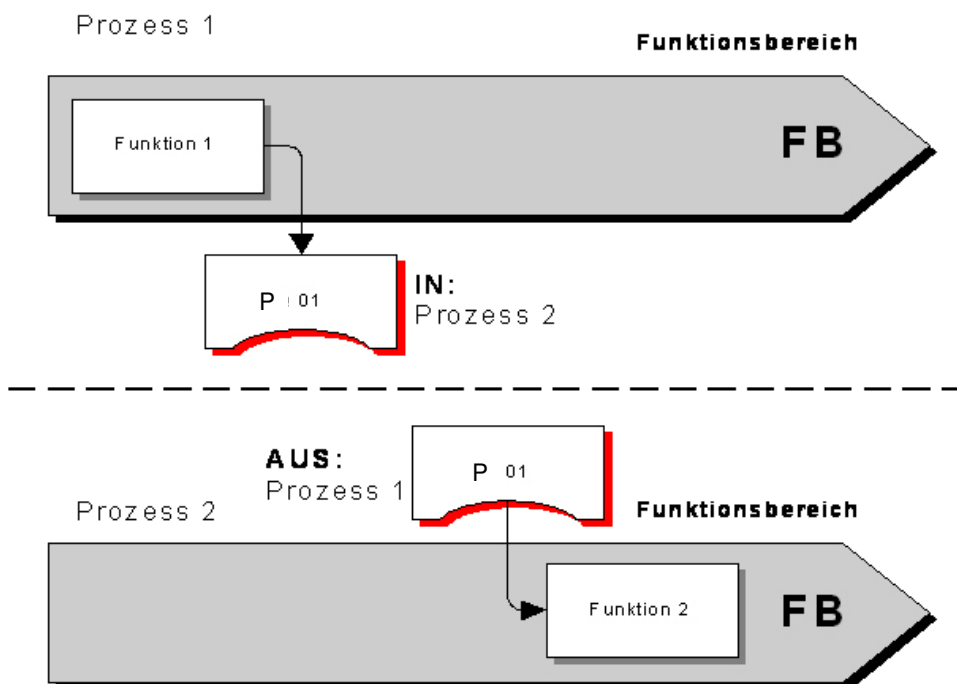 Prozess 1
Funktionsbereich
Funktion 1
FB
P 01
IN:
Prozess 2
AUS:
Prozess 1
P 01
Prozess 2
Funktionsbereich
Funktion 2
FB